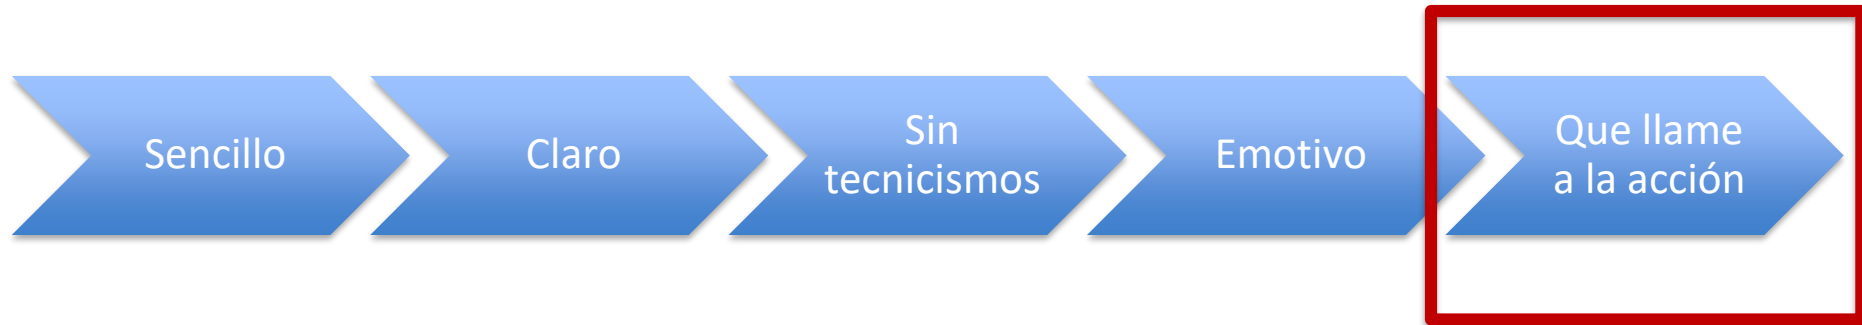 Sencillo
Claro
Sin
tecnicismos
Emotivo
Que llame
a la acción